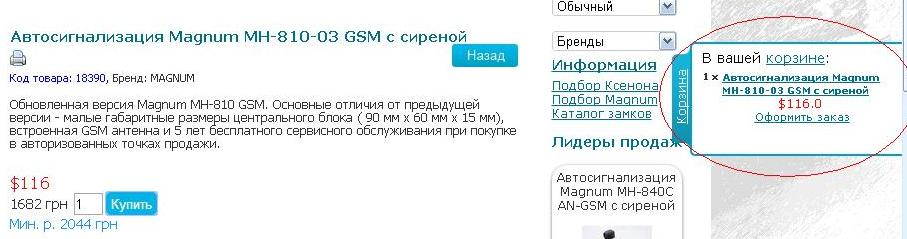 Автосигнализация Magnum MH-810-03 GSM с сиреной
Назад
Код товара: 18390, Бренд: MAGNUM
Обновленная версия Magnum MH-810 GSM. Основные отличия от предыдущей
версии - малые габаритные размеры центрального блока ( 90 мм x 60 мм x 15 мм),
встроенная GSM антенна и 5 лет бесплатного сервисного обслуживания при покупке
в авторизованных точках продажи.
$116
1682 грн 1 Купить
Мин. р. 2044 грн
Обычный
Бренды
Информация
Подбор Ксенона
Подбор Magnum
Каталог замков
Лидеры продаж
Автосигнализация
Magnum MH-840C
AN-GSM с сиреной
Корзина
В вашей корзине:
1 × Автосигнализация Magnum
MH-810-03 GSM с сиреной
$116.0
Оформить заказ